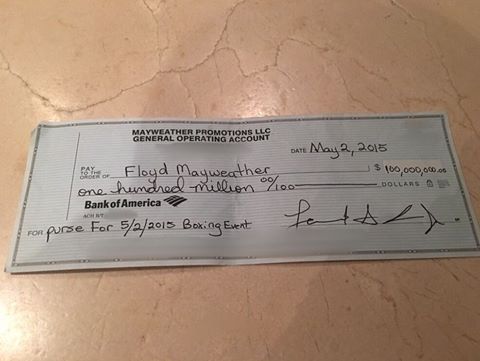 MAYWEATHER PROMOTIONS LLC
GENERAL OPERATING ACCOUNT
DATE May 2, 2015
PAY TO THE ORDER OF Floyd Mayweather $ 100,000,000.00
one hundred million 00/100 DOLLARS
Bank of America
ACH R/T
FOR purse For 5/2/2015 Boxing Event